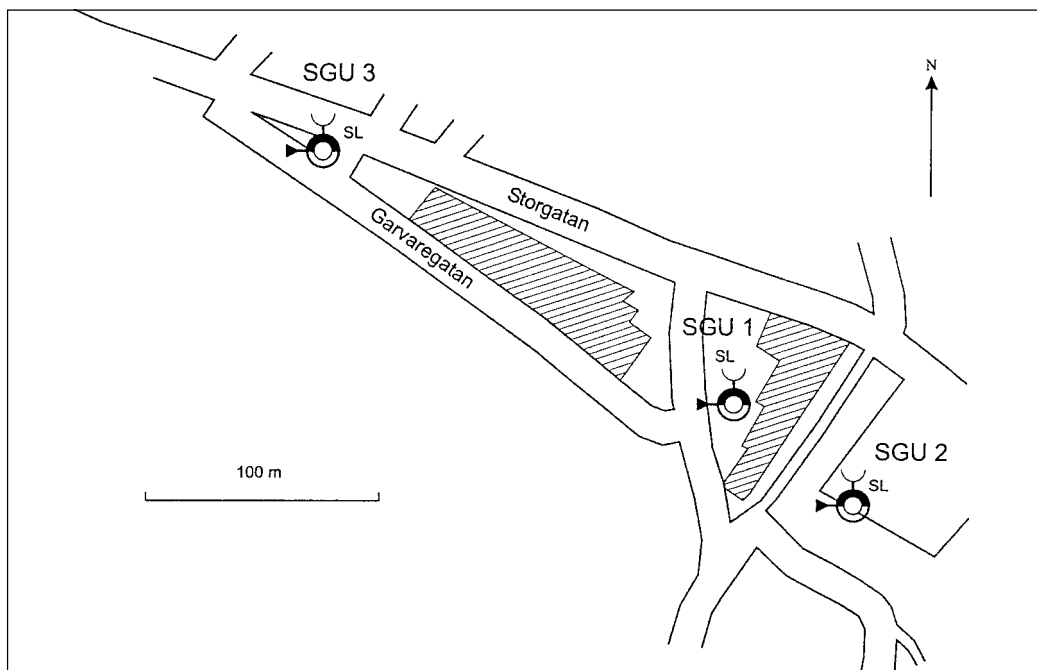 SGU 3
N
SL
Storgatan
Garvaregatan
SGU 1
SL
SGU 2
SL
100 m